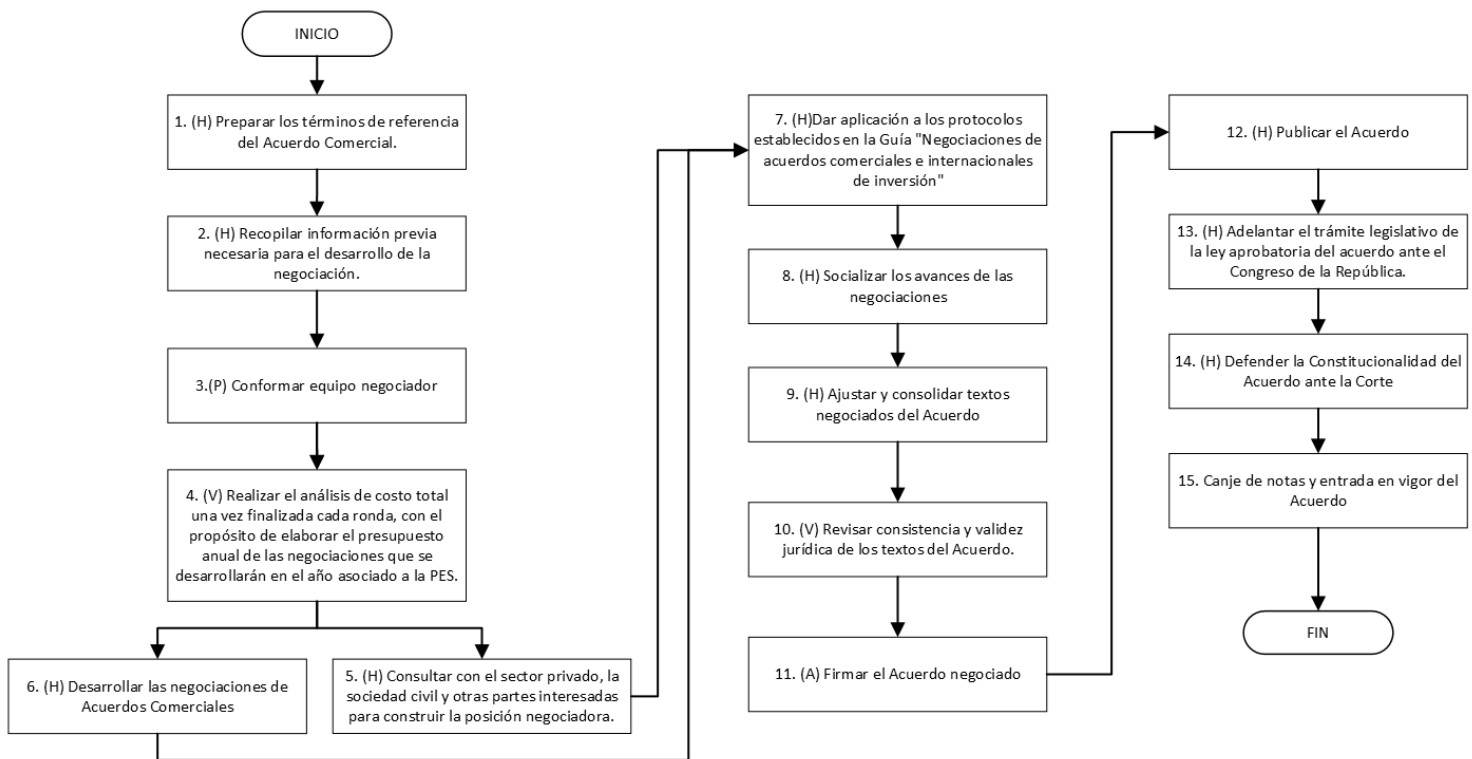 INICIO
1. (H) Preparar los términos de referencia
del Acuerdo Comercial.
2. (H) Recopilar información previa
necesaria para el desarrollo de la
negociación.
3.(P) Conformar equipo negociador
4. (V) Realizar el análisis de costo total
una vez finalizada cada ronda, con el
propósito de elaborar el presupuesto
anual de las negociaciones que se
desarrollarán en el año asociado a la PES.
6. (H) Desarrollar las negociaciones de
Acuerdos Comerciales
5. (H) Consultar con el sector privado, la
sociedad civil y otras partes interesadas
para construir la posición negociadora.
7. (H)Dar aplicación a los protocolos
establecidos en la Guía "Negociaciones de
acuerdos comerciales e internacionales
de inversión"
8. (H) Socializar los avances de las
negociaciones
9. (H) Ajustar y consolidar textos
negociados del Acuerdo
10. (V) Revisar consistencia y validez
jurídica de los textos del Acuerdo.
11. (A) Firmar el Acuerdo negociado
12. (H) Publicar el Acuerdo
13. (H) Adelantar el trámite legislativo de
la ley aprobatoria del acuerdo ante el
Congreso de la República.
14. (H) Defender la Constitucionalidad del
Acuerdo ante la Corte
15. Canje de notas y entrada en vigor del
Acuerdo
FIN